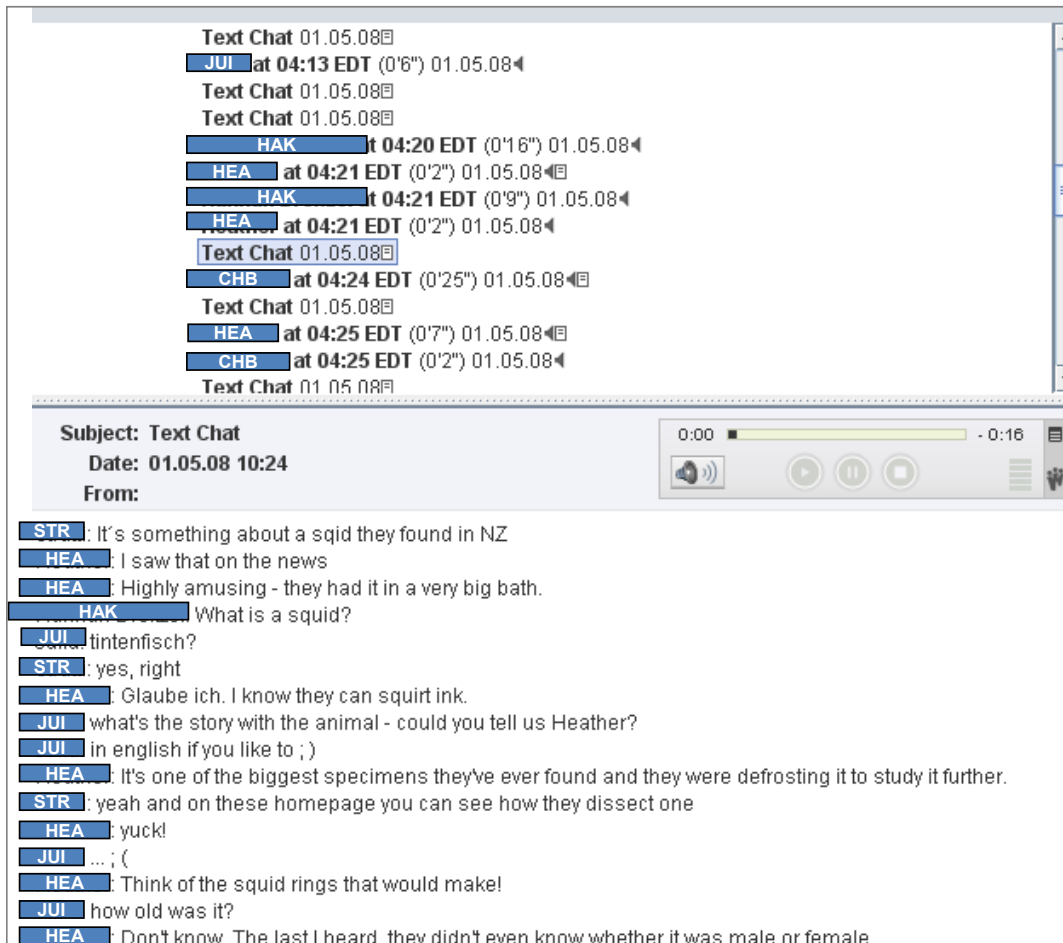 Text Chat 01.05.08
JUI at 04:13 EDT (0'6") 01.05.08
Text Chat 01.05.08
Text Chat 01.05.08
HAK t 04:20 EDT (0'16") 01.05.08
HEA at 04:21 EDT (0'2") 01.05.08
HAK t 04:21 EDT (0'9") 01.05.08
HEA at 04:21 EDT (0'2") 01.05.08
Text Chat 01.05.08
CHB at 04:24 EDT (0'25") 01.05.08
Text Chat 01.05.08
HEA at 04:25 EDT (0'7") 01.05.08
CHB at 04:25 EDT (0'2") 01.05.08
Text Chat 01.05.08
Subject: Text Chat
0:00 - 0:16
Date: 01.05.08 10:24
From:
STR : It´s something about a sqid they found in NZ
HEA : I saw that on the news
HEA : Highly amusing - they had it in a very big bath.
HAK What is a squid?
JUI tintenfisch?
STR : yes, right
HEA : Glaube ich. I know they can squirt ink.
JUI what's the story with the animal - could you tell us Heather?
JUI in english if you like to ; )
HEA : It's one of the biggest specimens they've ever found and they were defrosting it to study it further.
STR : yeah and on these homepage you can see how they dissect one
HEA : yuck!
JUI ... ; (
HEA : Think of the squid rings that would make!
JUI how old was it?
HEA : Don't know. The last I heard, they didn't even know whether it was male or female